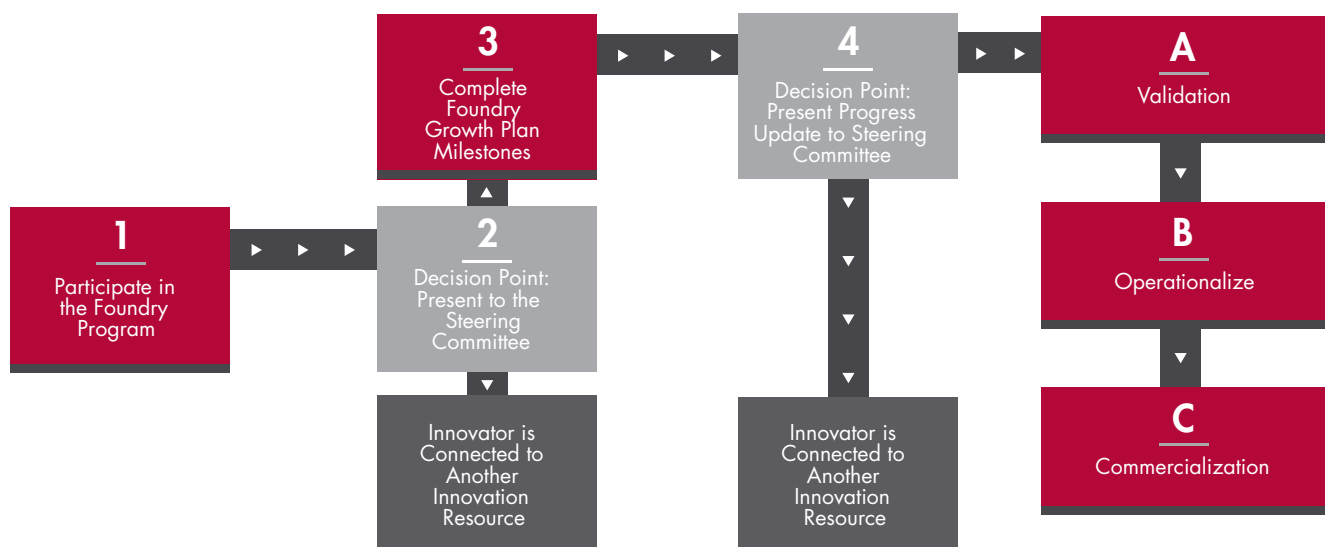 1
Participate in
the Foundry
Program
2
Decision Point:
Present to the
Steering
Committee
Innovator is
Connected to
Another
Innovation
Resource
3
Complete
Foundry
Growth Plan
Milestones
4
Decision Point:
Present Progress
Update to Steering
Committee
Innovator is
Connected to
Another
Innovation
Resource
A
Validation
B
Operationalize
C
Commercialization